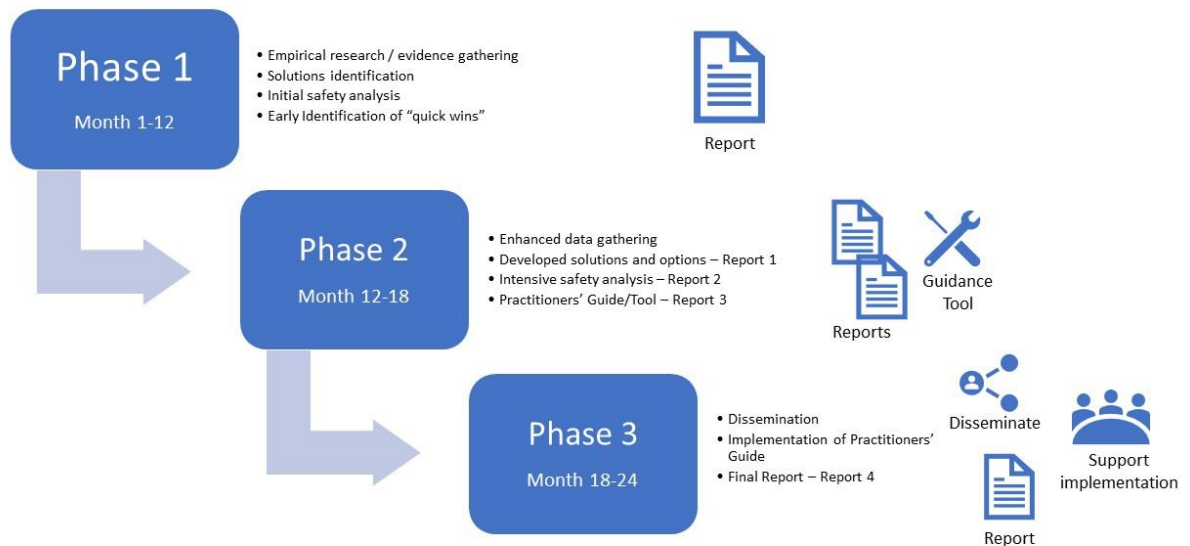 Phase 1
Month 1-12
• Empirical research / evidence gathering
• Solutions identification
• Initial safety analysis
• Early Identification of “quick wins”
Report
Phase 2
Month 12-18
• Enhanced data gathering
• Developed solutions and options – Report 1
• Intensive safety analysis – Report 2
• Practitioners’ Guide/Tool – Report 3
Reports
Guidance
Tool
Phase 3
Month 18-24
• Dissemination
• Implementation of Practitioners’
Guide
• Final Report – Report 4
Disseminate
Support
implementation
Report